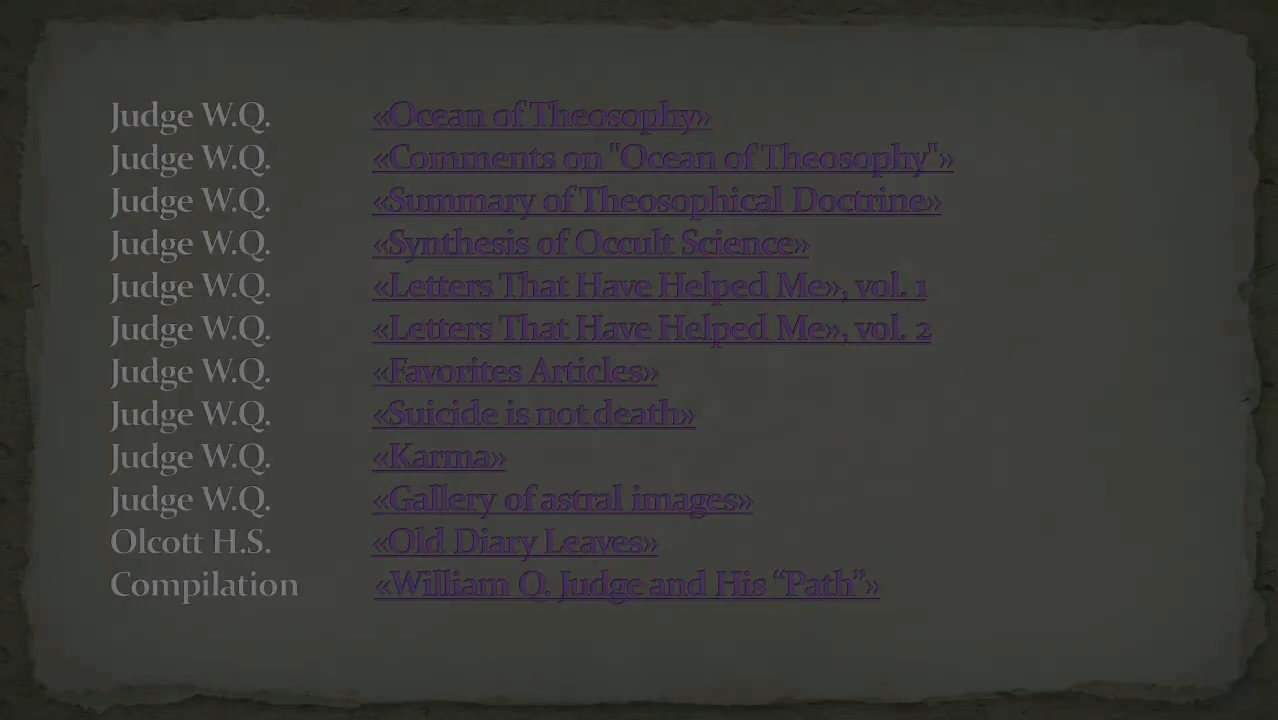 Judge W.Q. «Ocean of Theosophy»
Judge W.Q. «Comments on "Ocean of Theosophy"»
Judge W.Q. «Summary of Theosophical Doctrine»
Judge W.Q. «Synthesis of Occult Science»
Judge W.Q. «Letters That Have Helped Me», vol. 1
Judge W.Q. «Letters That Have Helped Me», vol. 2
Judge W.Q. «Favorites Articles»
Judge W.Q. «Suicide is not death»
Judge W.Q. «Karma»
Judge W.Q. «Gallery of astral images»
Olcott H.S. «Old Diary Leaves»
Compilation «William Q. Judge and His “Path”»